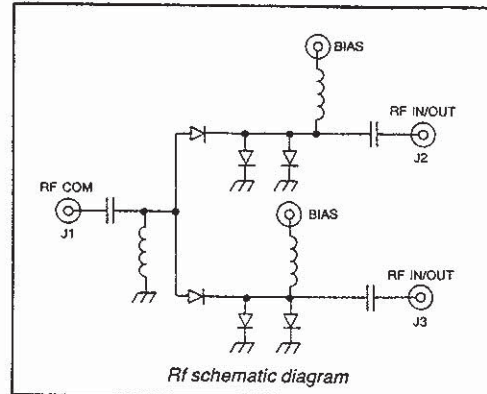 BIAS
RF IN/OUT
J2
RF COM
J1
BIAS
RF IN/OUT
J3
Rf schematic diagram